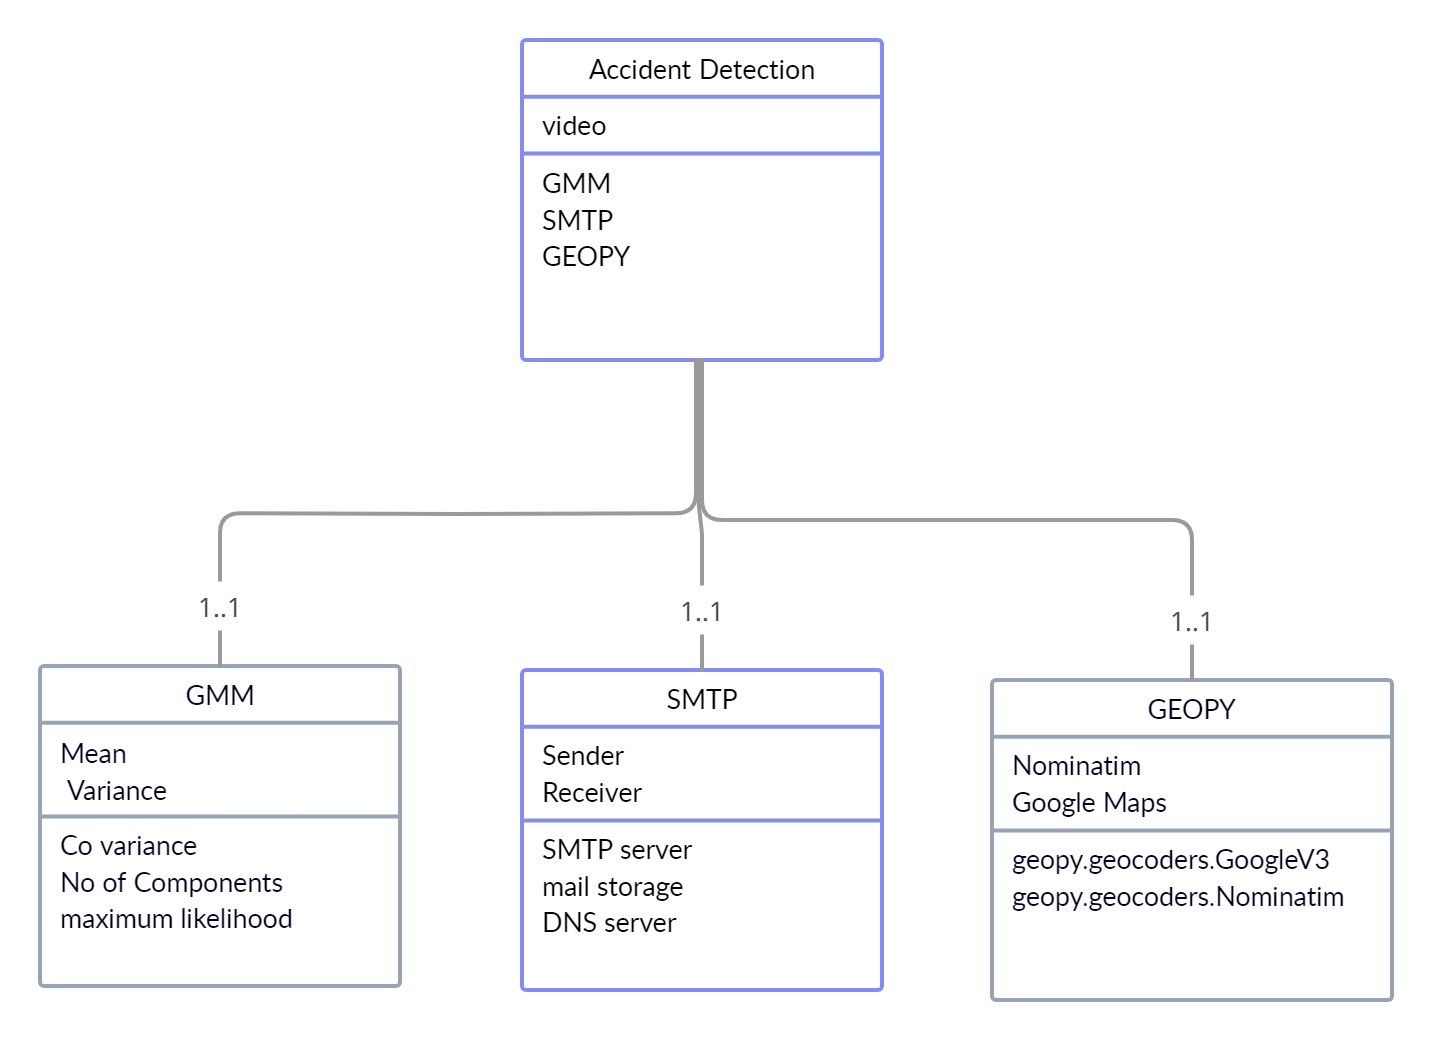 Accident Detection
video
GMM
SMTP
GEOPY
1..1
1..1
1..1
GMM
Mean
Variance
Co variance
No of Components
maximum likelihood
SMTP
Sender
Receiver
SMTP server
mail storage
DNS server
GEOPY
Nominatim
Google Maps
geopy.geocoders.GoogleV3
geopy.geocoders.Nominatim